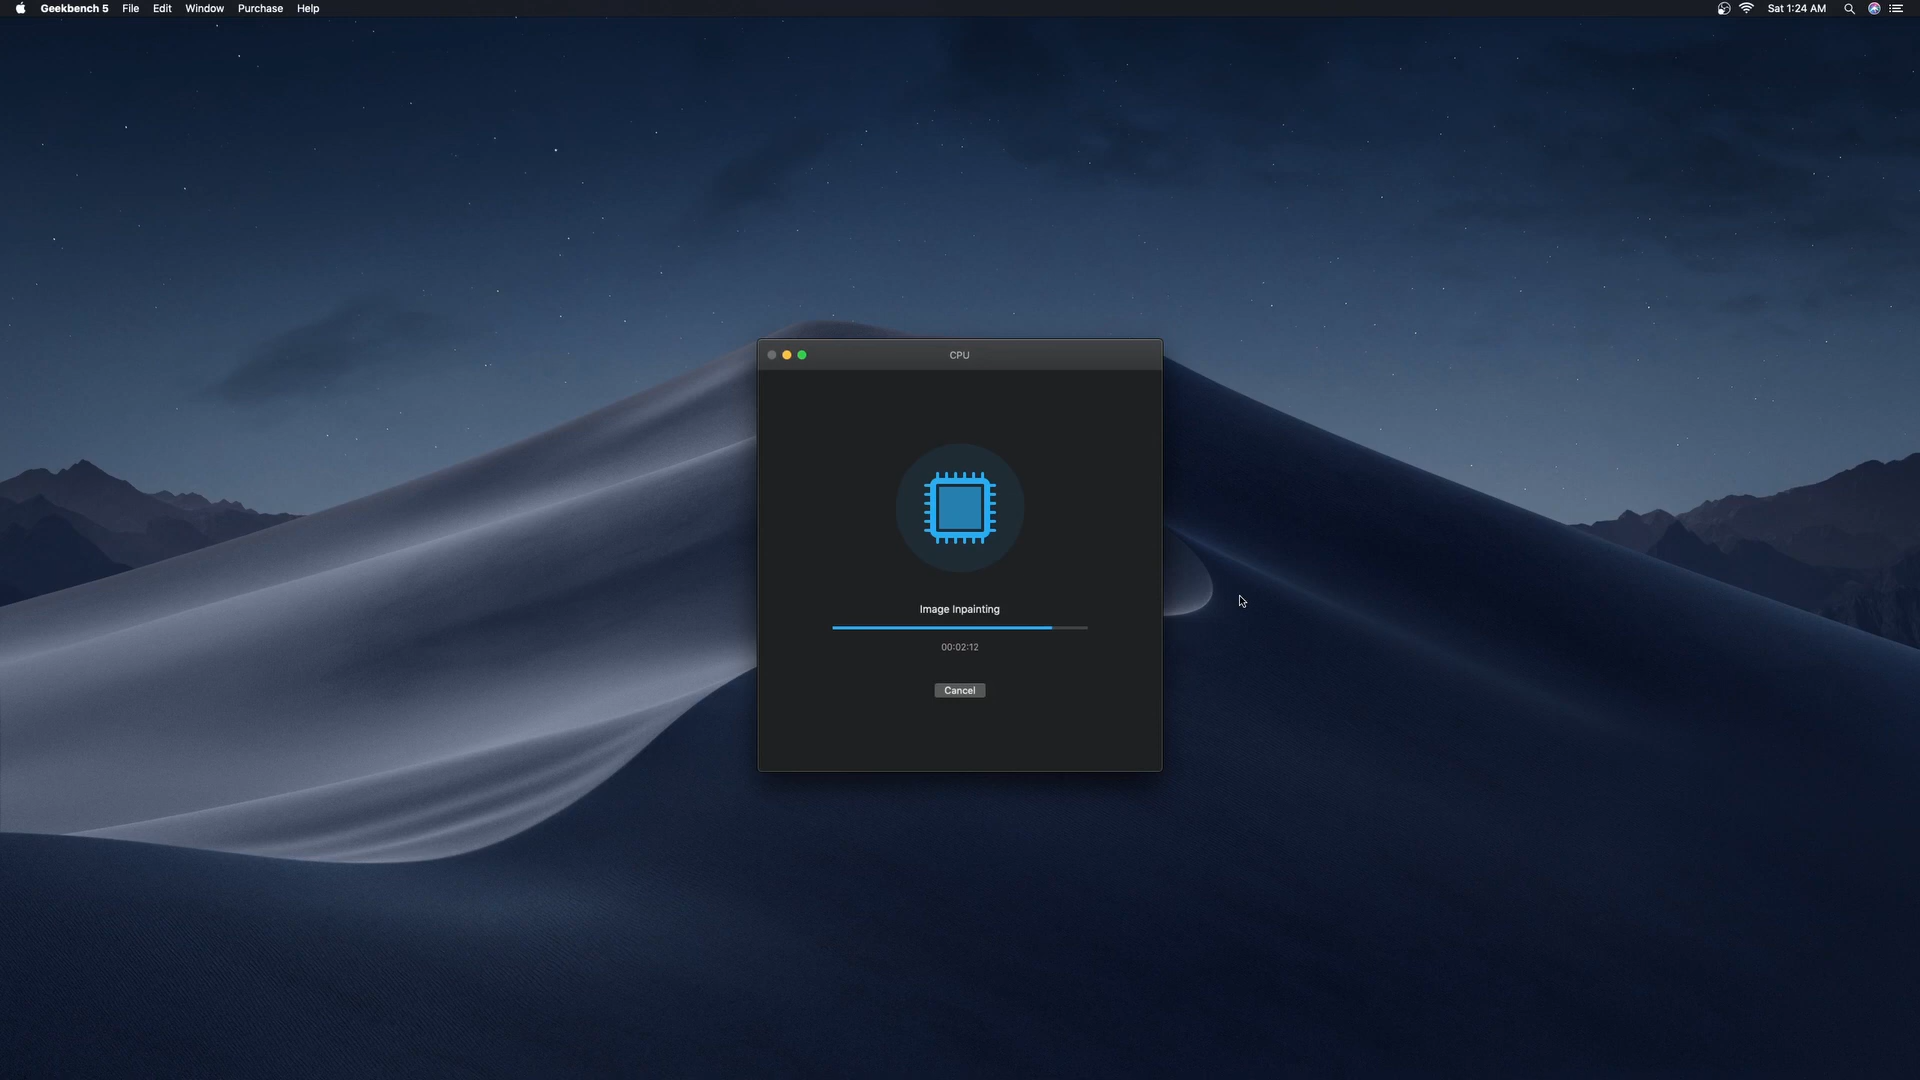 Geekbench 5 File Edit Window Purchase Help Sat 1:24 AM
CPU
Image Inpainting
00:02:12
Cancel